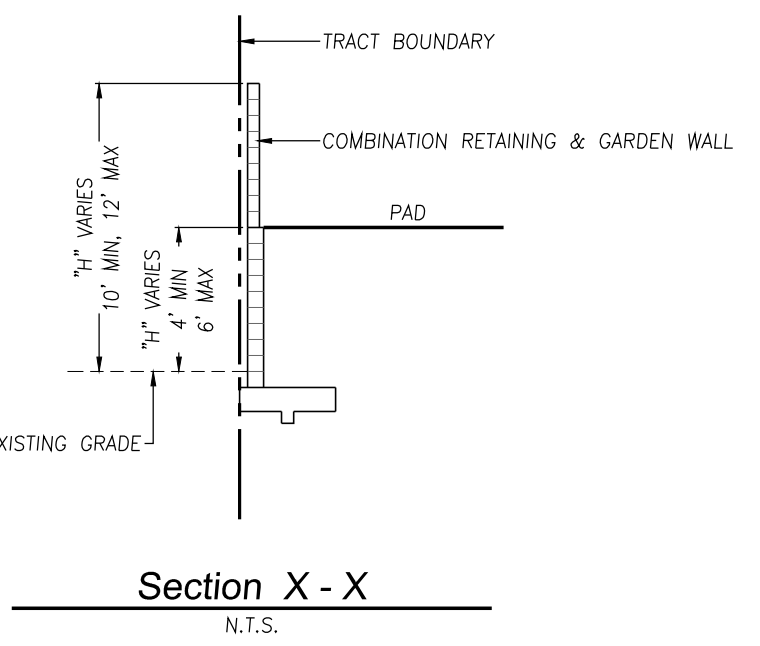 TRACT BOUNDARY
COMBINATION RETAINING & GARDEN WALL
PAD
"H" VARIES
10' MIN, 12' MAX
"H" VARIES
4' MIN
6' MAX
XISTING GRADE
Section X - X
N.T.S.